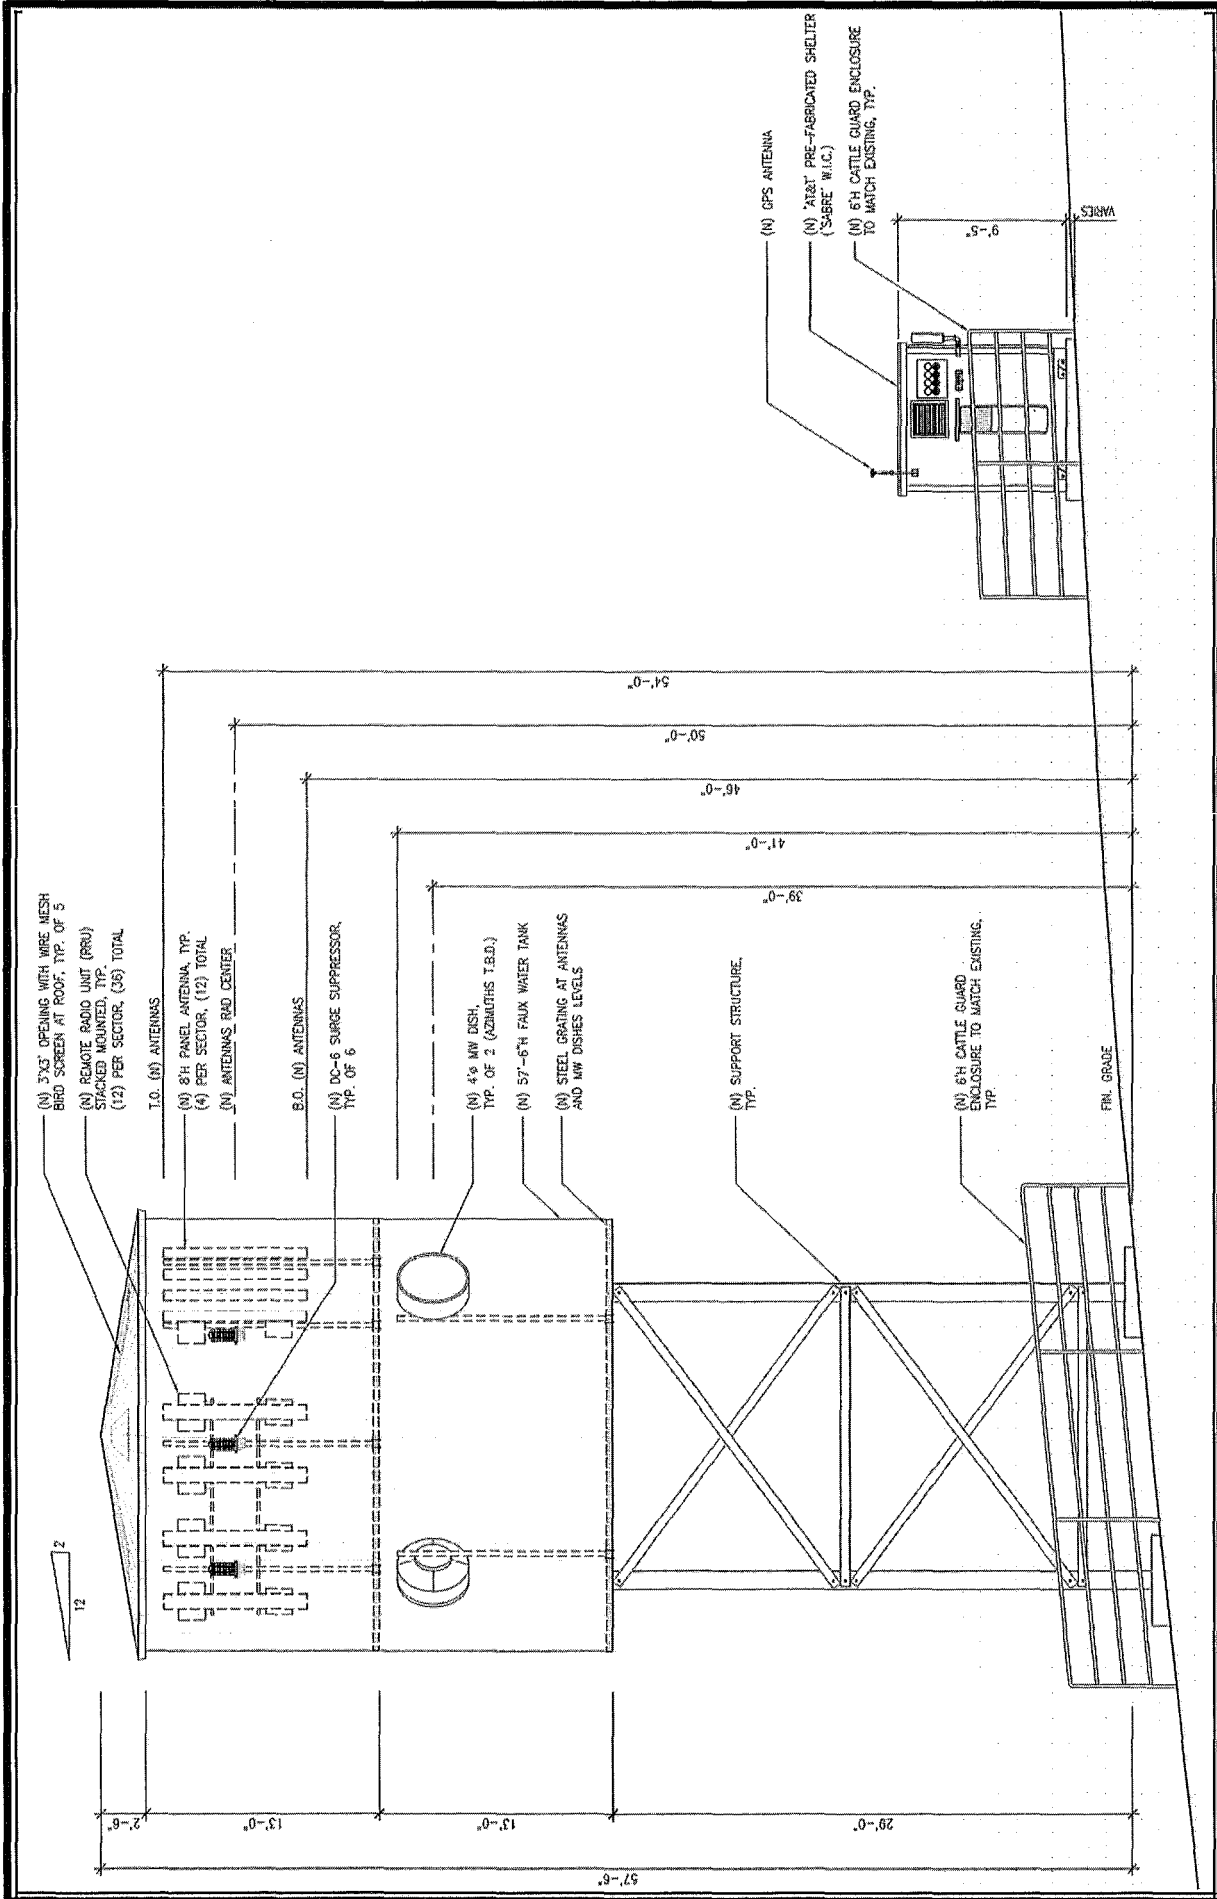 (N) 3'X3' OPENING WITH WIRE MESH
BIRD SCREEN AT ROOF, TYP. OF 5
(N) REMOTE RADIO UNIT (RRU)
STACKED MOUNTED, TYP.
(12) PER SECTOR, (36) TOTAL
T.O. (N) ANTENNAS
(N) 8'H PANEL ANTENNA, TYP.
(4) PER SECTOR, (12) TOTAL
(N) ANTENNAS RAD CENTER
B.O. (N) ANTENNAS
(N) DC-6 SURGE SUPPRESSOR,
TYP. OF 6
(N) 4'ø MW DISH,
TYP. OF 2 (AZIMUTHS T.B.D.)
(N) 57'-6"H FAUX WATER TANK
(N) STEEL GRATING AT ANTENNAS
AND MW DISHES LEVELS
(N) SUPPORT STRUCTURE,
TYP.
(N) 6'H CATTLE GUARD
ENCLOSURE TO MATCH EXISTING,
TYP.
FIN. GRADE
(N) GPS ANTENNA
(N) 'AT&T' PRE-FABRICATED SHELTER
('SABRE' W.I.C.)
(N) 6'H CATTLE GUARD ENCLOSURE
TO MATCH EXISTING, TYP.
2
12
2'-6"
13'-0"
13'-0"
29'-0"
57'-6"
39'-0"
41'-0"
46'-0"
50'-0"
54'-0"
9'-5"
VARIES